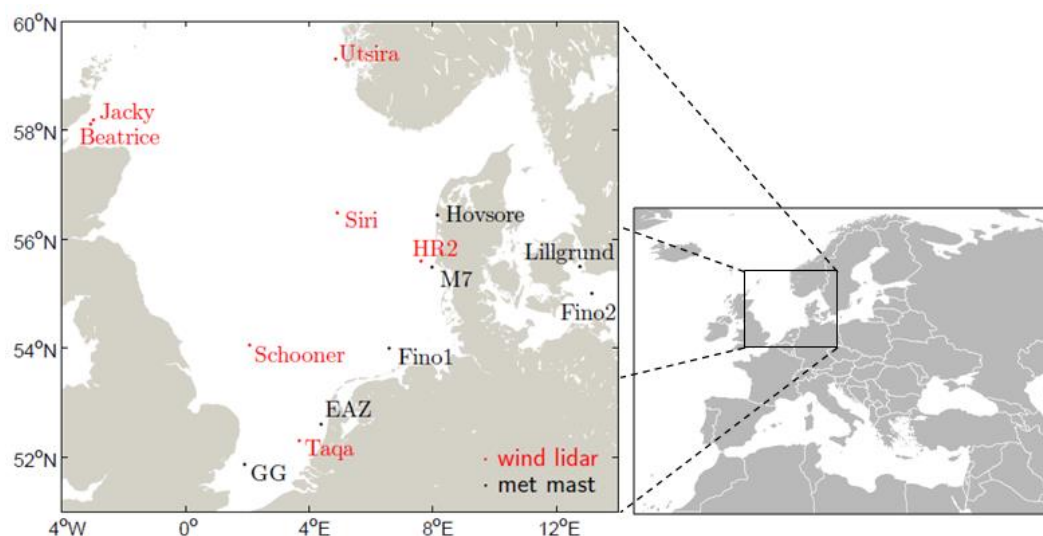 60°N
Utsira
Jacky
58°N
Beatrice
Siri
Hovsore
56°N
HR2
Lillgrund
M7
Fino2
54°N
Schooner
Fino1
EAZ
Taqa
52°N
GG
wind lidar
met mast
4°W
0°
4°E
8°E
12°E